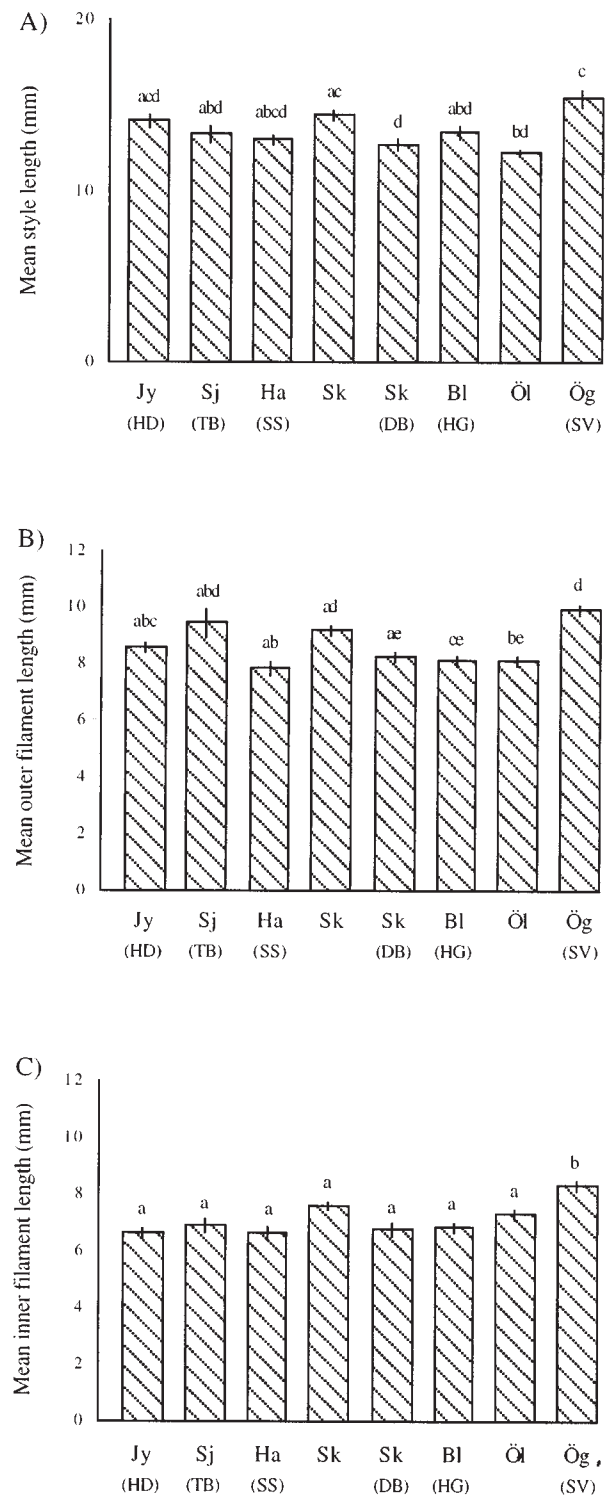 A)
Mean style length (mm)
20
10
0
acd abd abcd ac d abd bd c
Jy Sj Ha Sk Sk Bl Öl Ög
(HD) (TB) (SS) (DB) (HG) (SV)
B)
Mean outer filament length (mm)
12
10
8
6
4
2
0
abc abd ab ad ae ce be d
Jy Sj Ha Sk Sk Bl Öl Ög
(HD) (TB) (SS) (DB) (HG) (SV)
C)
Mean inner filament length (mm)
12
10
8
6
4
2
0
a a a a a a a b
Jy Sj Ha Sk Sk Bl Öl Ög
(HD) (TB) (SS) (DB) (HG) (SV)